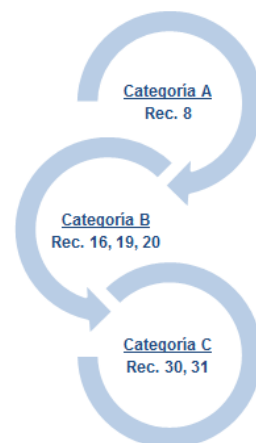 Categoría A
Rec. 8
Categoría B
Rec. 16, 19, 20
Categoría C
Rec. 30, 31